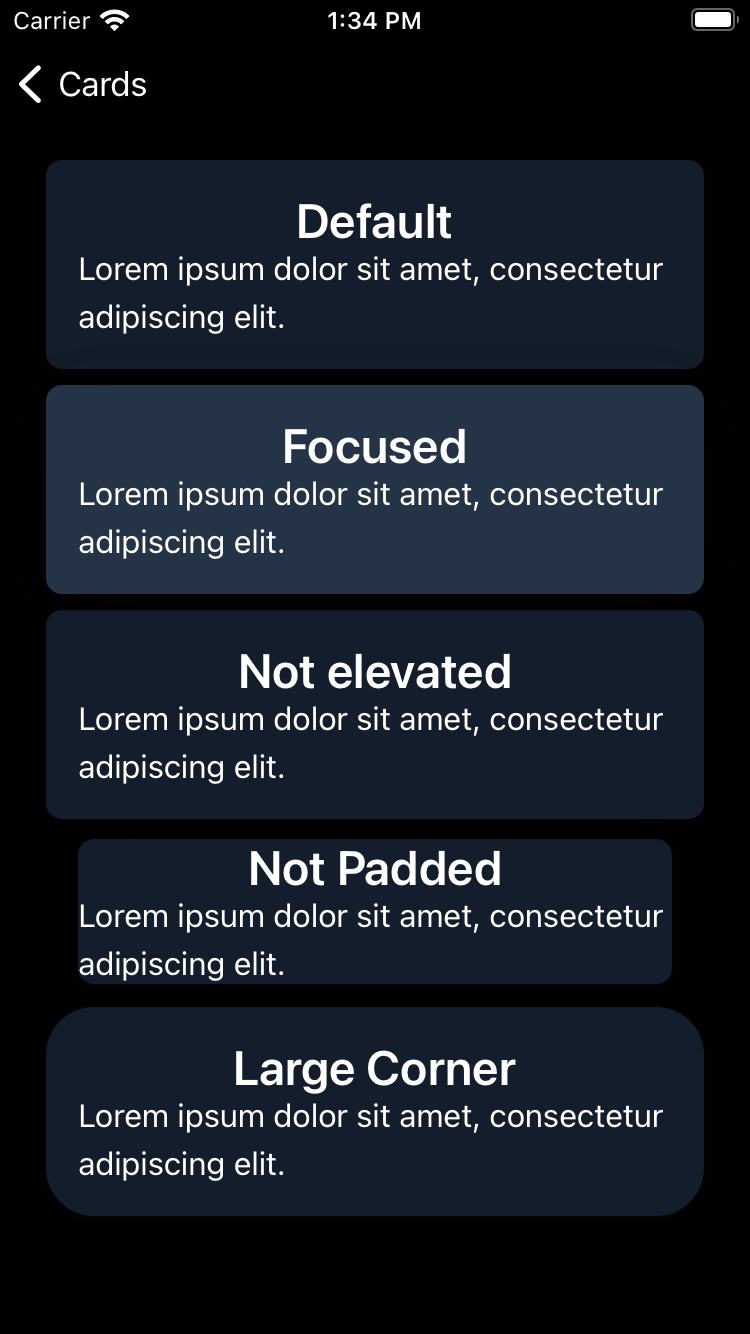 Carrier 1:34 PM
Cards
Default
Lorem ipsum dolor sit amet, consectetur
adipiscing elit.
Focused
Lorem ipsum dolor sit amet, consectetur
adipiscing elit.
Not elevated
Lorem ipsum dolor sit amet, consectetur
adipiscing elit.
Not Padded
Lorem ipsum dolor sit amet, consectetur
adipiscing elit.
Large Corner
Lorem ipsum dolor sit amet, consectetur
adipiscing elit.